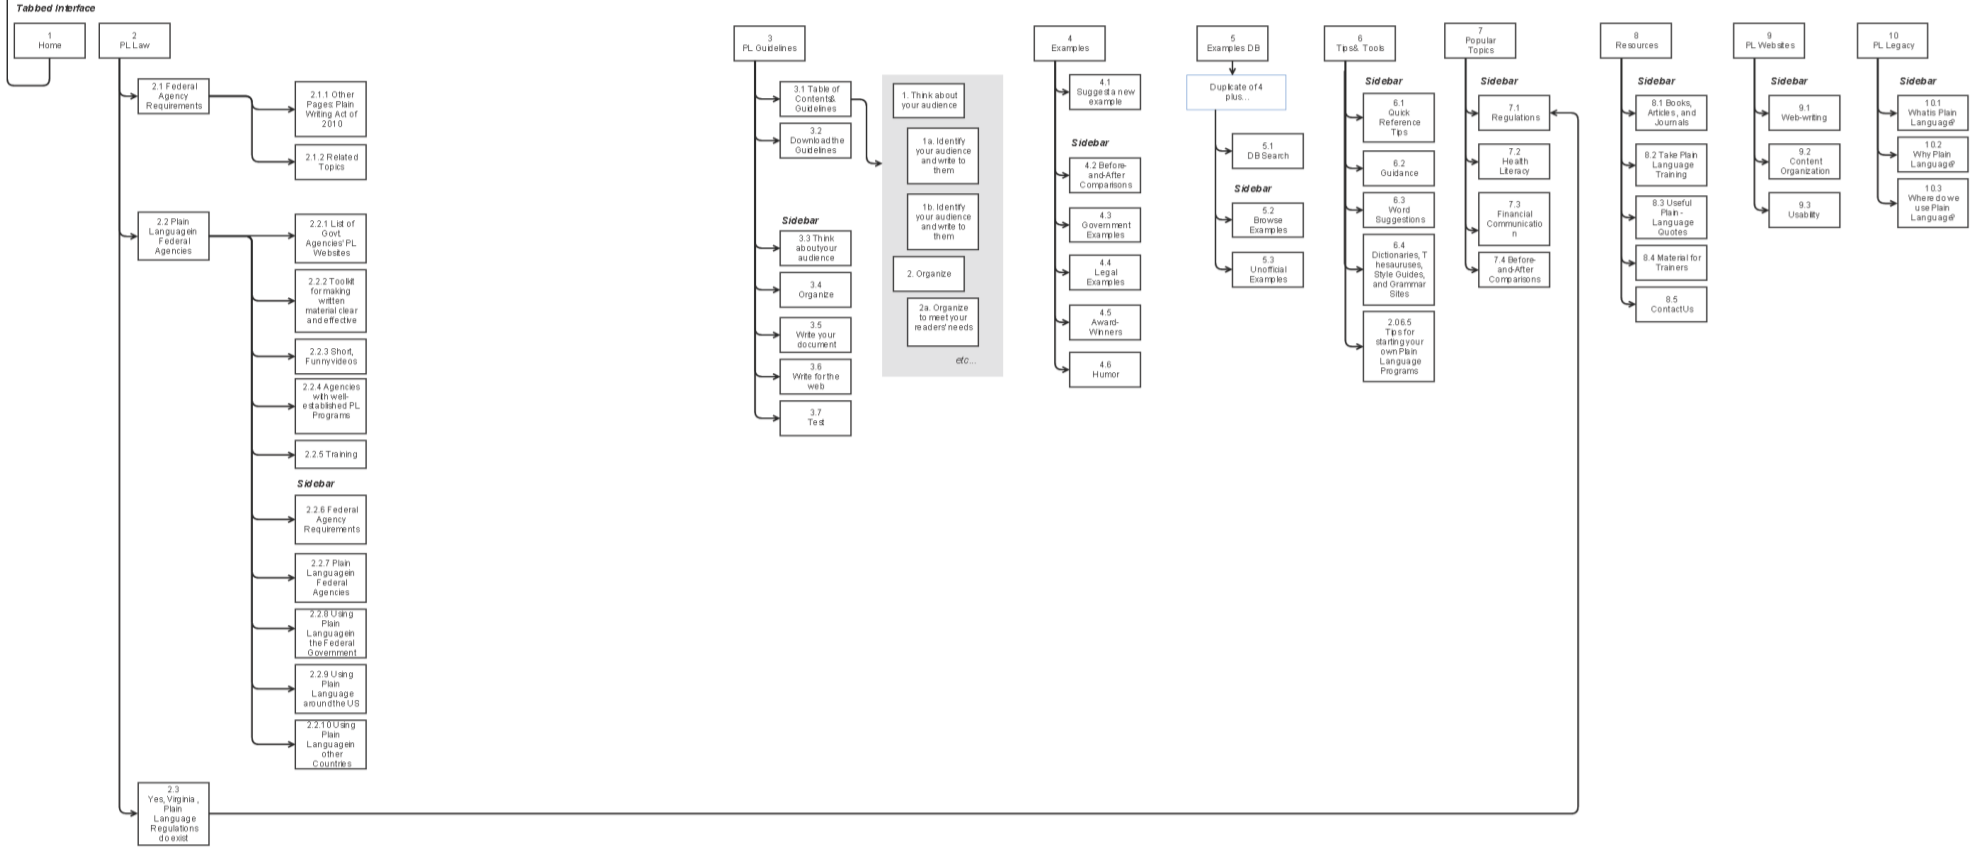 Tabbed Interface
1
Home
2
PL Law
2.1 Federal
Agency
Requirements
2.1.1 Other
Pages: Plain
Writing Act of
2010
2.1.2 Related
Topics
2.2 Plain
Language in
Federal
Agencies
2.2.1 List of
Govt.
Agencies' PL
Websites
2.2.2 Toolkit
for making
written
material clear
and effective
2.2.3 Short,
Funny videos
2.2.4 Agencies
with well-
established PL
Programs
2.2.5 Training
Sidebar
2.2.6 Federal
Agency
Requirements
2.2.7 Plain
Language in
Federal
Agencies
2.2.8 Using
Plain
Language in
the Federal
Government
2.2.9 Using
Plain
Language
around the US
2.2.10 Using
Plain
Language in
other
Countries
2.3
Yes, Virginia,
Plain
Language
Regulations
do exist
3
PL Guidelines
3.1 Table of
Contents &
Guidelines
3.2
Download the
Guidelines
Sidebar
3.3 Think
about your
audience
3.4
Organize
3.5
Write your
document
3.6
Write for the
web
3.7
Test
1. Think about
your audience
1a. Identify
your audience
and write to
them
1b. Identify
your audience
and write to
them
2. Organize
2a. Organize
to meet your
readers' needs
etc...
4
Examples
4.1
Suggest a new
example
Sidebar
4.2 Before-
and-After
Comparisons
4.3
Government
Examples
4.4
Legal
Examples
4.5
Award-
Winners
4.6
Humor
5
Examples DB
Duplicate of 4
plus...
5.1
DB Search
Sidebar
5.2
Browse
Examples
5.3
Unofficial
Examples
6
Tips & Tools
Sidebar
6.1
Quick
Reference
Tips
6.2
Guidance
6.3
Word
Suggestions
6.4
Dictionaries, T
hesauruses,
Style Guides,
and Grammar
Sites
2.06.5
Tips for
starting your
own Plain
Language
Programs
7
Popular
Topics
Sidebar
7.1
Regulations
7.2
Health
Literacy
7.3
Financial
Communicatio
n
7.4 Before-
and-After
Comparisons
8
Resources
Sidebar
8.1 Books,
Articles, and
Journals
8.2 Take Plain
Language
Training
8.3 Useful
Plain-
Language
Quotes
8.4 Material for
Trainers
8.5
Contact Us
9
PL Websites
Sidebar
9.1
Web-writing
9.2
Content
Organization
9.3
Usability
10
PL Legacy
Sidebar
10.1
What is Plain
Language?
10.2
Why Plain
Language?
10.3
Where do we
use Plain
Language?